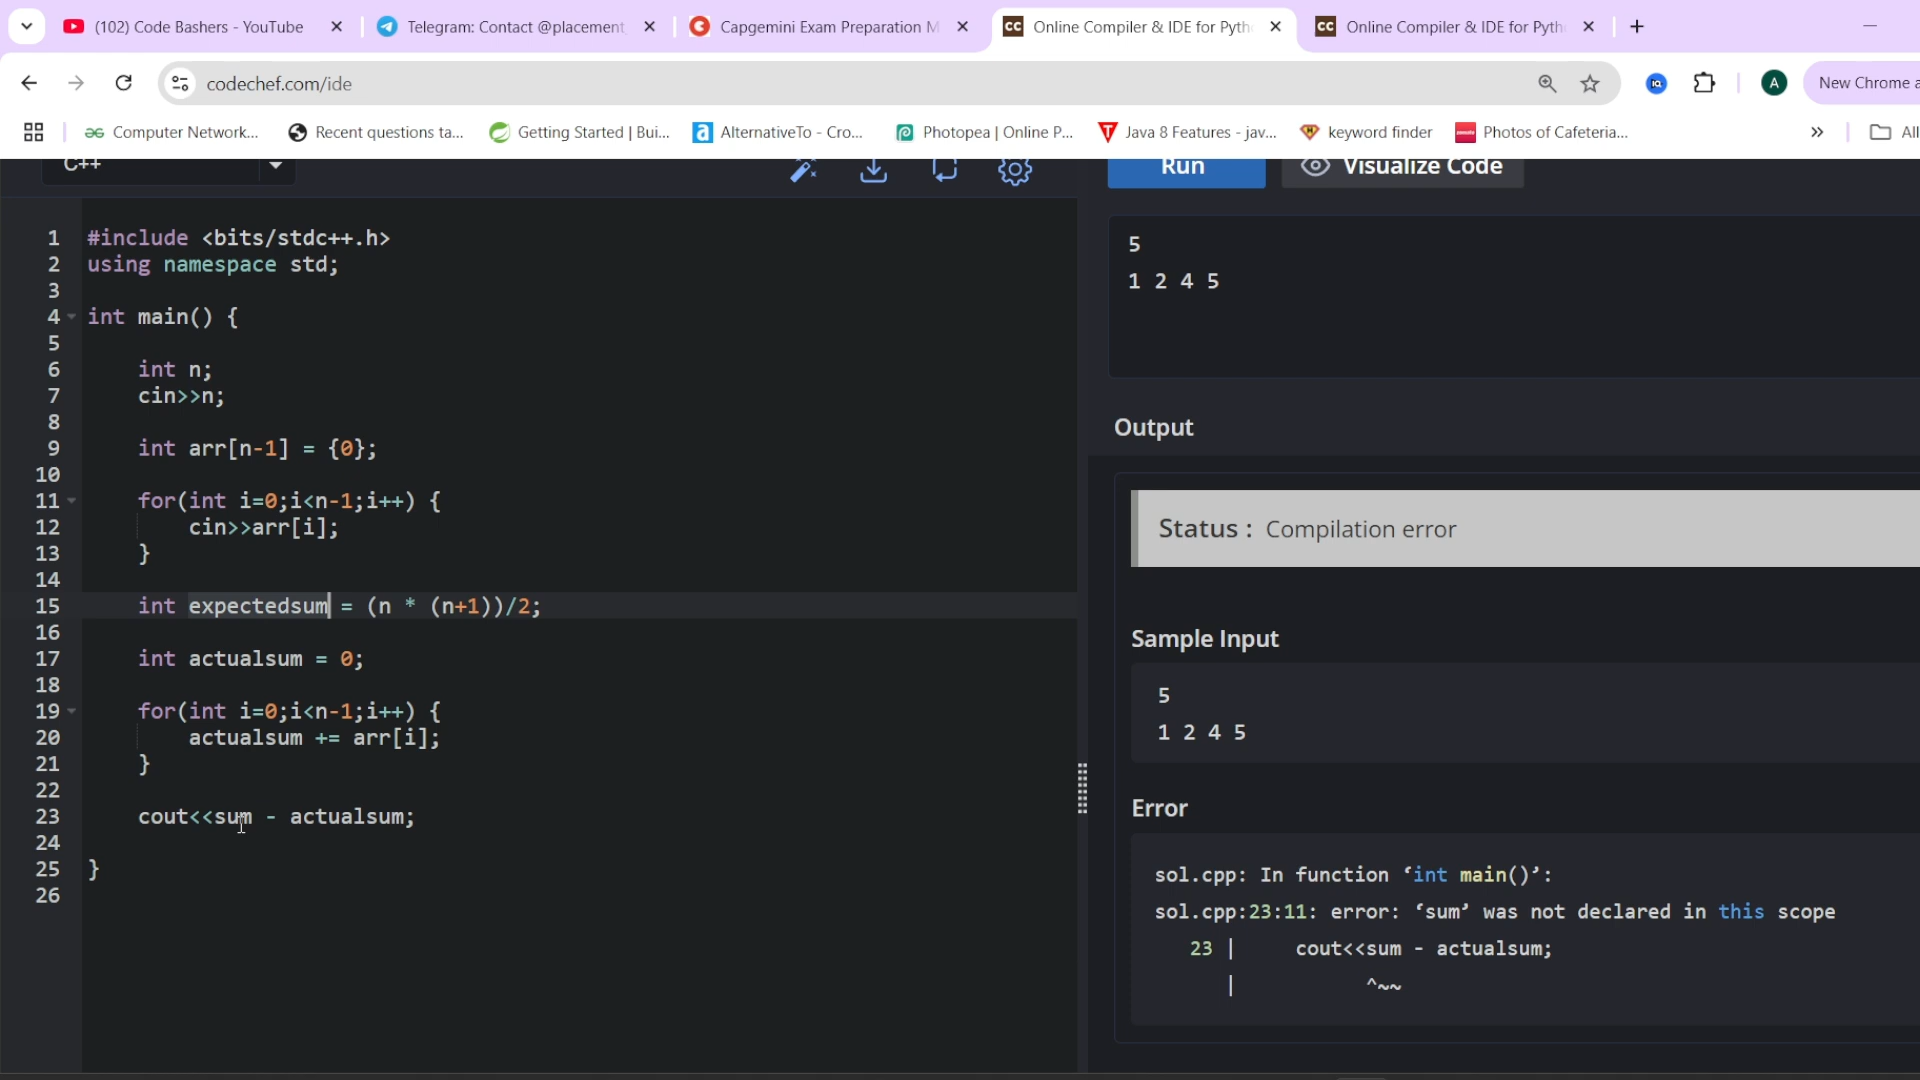 (102) Code Bashers - YouTube
Telegram: Contact @placement
Capgemini Exam Preparation M
CC Online Compiler & IDE for Pyth
CC Online Compiler & IDE for Pyth
codechef.com/ide
A
New Chrome a
Computer Network...
Recent questions ta...
Getting Started | Bui...
AlternativeTo - Cro...
Photopea | Online P...
Java 8 Features - jav...
keyword finder
Photos of Cafeteria...
All
C++
Run
Visualize Code
1 #include <bits/stdc++.h>
2 using namespace std;
3
4 int main() {
5
6 int n;
7 cin>>n;
8
9 int arr[n-1] = {0};
10
11 for(int i=0;i<n-1;i++) {
12 cin>>arr[i];
13 }
14
15 int expectedsum = (n * (n+1))/2;
16
17 int actualsum = 0;
18
19 for(int i=0;i<n-1;i++) {
20 actualsum += arr[i];
21 }
22
23 cout<<sum - actualsum;
24
25 }
26
5
1 2 4 5
Output
Status : Compilation error
Sample Input
5
1 2 4 5
Error
sol.cpp: In function ‘int main()’:
sol.cpp:23:11: error: ‘sum’ was not declared in this scope
23 | cout<<sum - actualsum;
| ^~~